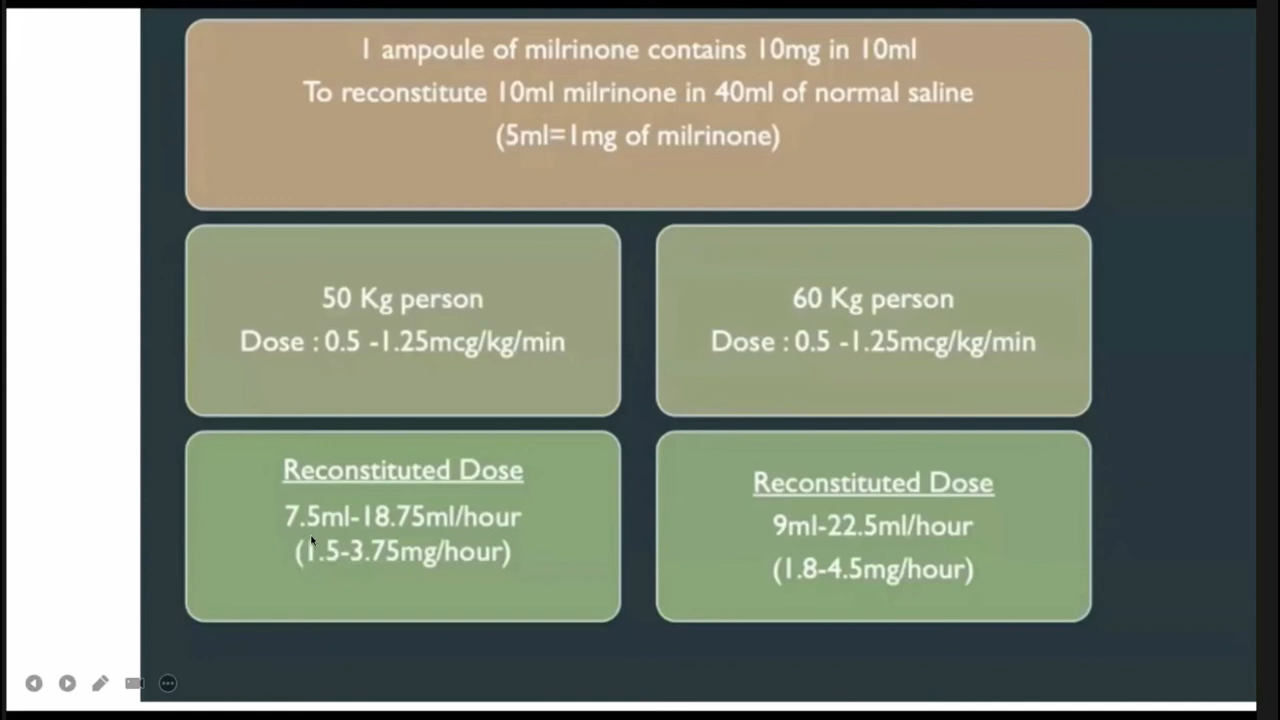 1 ampoule of milrinone contains 10mg in 10ml
To reconstitute 10ml milrinone in 40ml of normal saline
(5ml=1mg of milrinone)
50 Kg person
Dose : 0.5 -1.25mcg/kg/min
60 Kg person
Dose : 0.5 -1.25mcg/kg/min
Reconstituted Dose
7.5ml-18.75ml/hour
(1.5-3.75mg/hour)
Reconstituted Dose
9ml-22.5ml/hour
(1.8-4.5mg/hour)